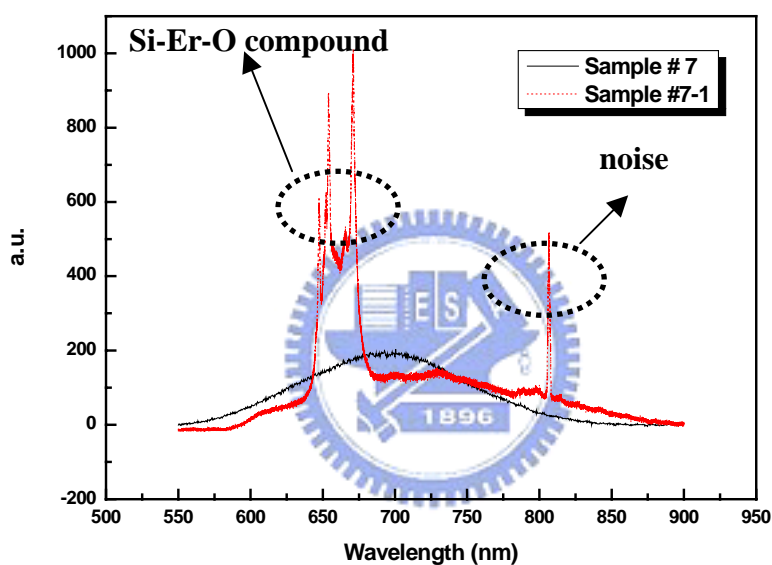 Si-Er-O compound
Sample # 7
Sample #7-1
noise
a.u.
1000
800
600
400
200
0
-200
ES
1896
500 550 600 650 700 750 800 850 900 950
Wavelength (nm)